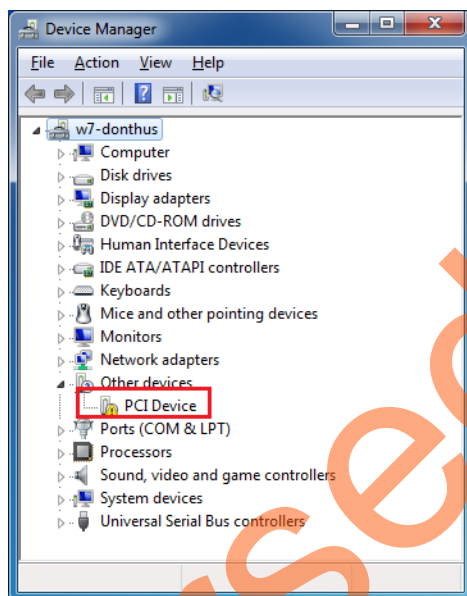 Device Manager
File Action View Help
w7-donthus
Computer
Disk drives
Display adapters
DVD/CD-ROM drives
Human Interface Devices
IDE ATA/ATAPI controllers
Keyboards
Mice and other pointing devices
Monitors
Network adapters
Other devices
PCI Device
Ports (COM & LPT)
Processors
Sound, video and game controllers
System devices
Universal Serial Bus controllers